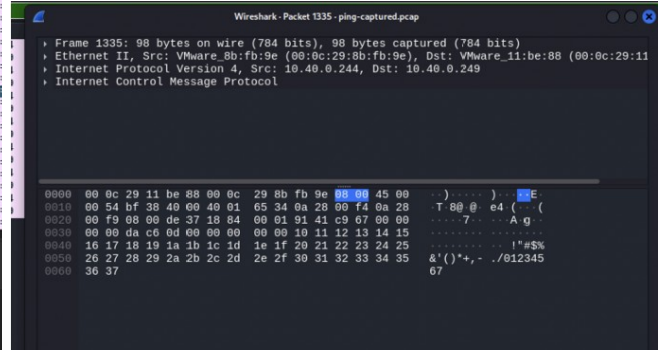 Wireshark · Packet 1335 · ping-captured.pcap
Frame 1335: 98 bytes on wire (784 bits), 98 bytes captured (784 bits)
Ethernet II, Src: VMware_8b:fb:9e (00:0c:29:8b:fb:9e), Dst: VMware_11:be:88 (00:0c:29:11
Internet Protocol Version 4, Src: 10.40.0.244, Dst: 10.40.0.249
Internet Control Message Protocol
0000 00 0c 29 11 be 88 00 0c 29 8b fb 9e 08 00 45 00 ··)····· )·····E·
0010 00 54 bf 38 40 00 40 01 65 34 0a 28 00 f4 0a 28 ·T·8@·@· e4·(···(
0020 00 f9 08 00 de 37 18 84 00 01 91 41 c9 67 00 00 ·····7·· ···A·g··
0030 00 00 da c6 0d 00 00 00 00 00 10 11 12 13 14 15 ········ ········
0040 16 17 18 19 1a 1b 1c 1d 1e 1f 20 21 22 23 24 25 ········ ·· !"#$%
0050 26 27 28 29 2a 2b 2c 2d 2e 2f 30 31 32 33 34 35 &'()*+,- ./012345
0060 36 37 67